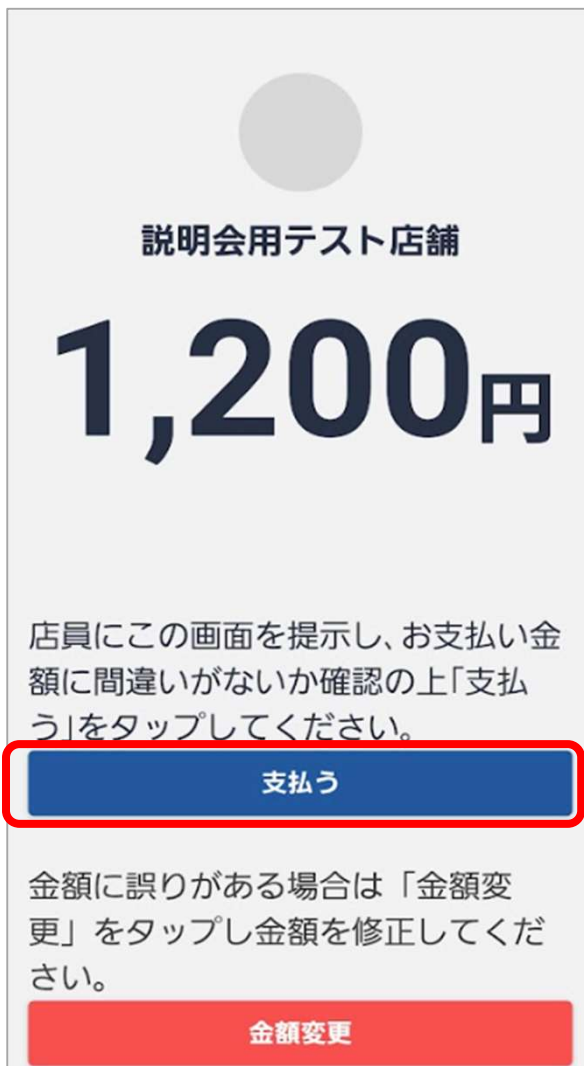 説明会用テスト店舗
1,200円
店員にこの画面を提示し、お支払い金
額に間違いがないか確認の上「支払
う」をタップしてください。
支払う
金額に誤りがある場合は「金額変
更」をタップし金額を修正してくだ
さい。
金額変更